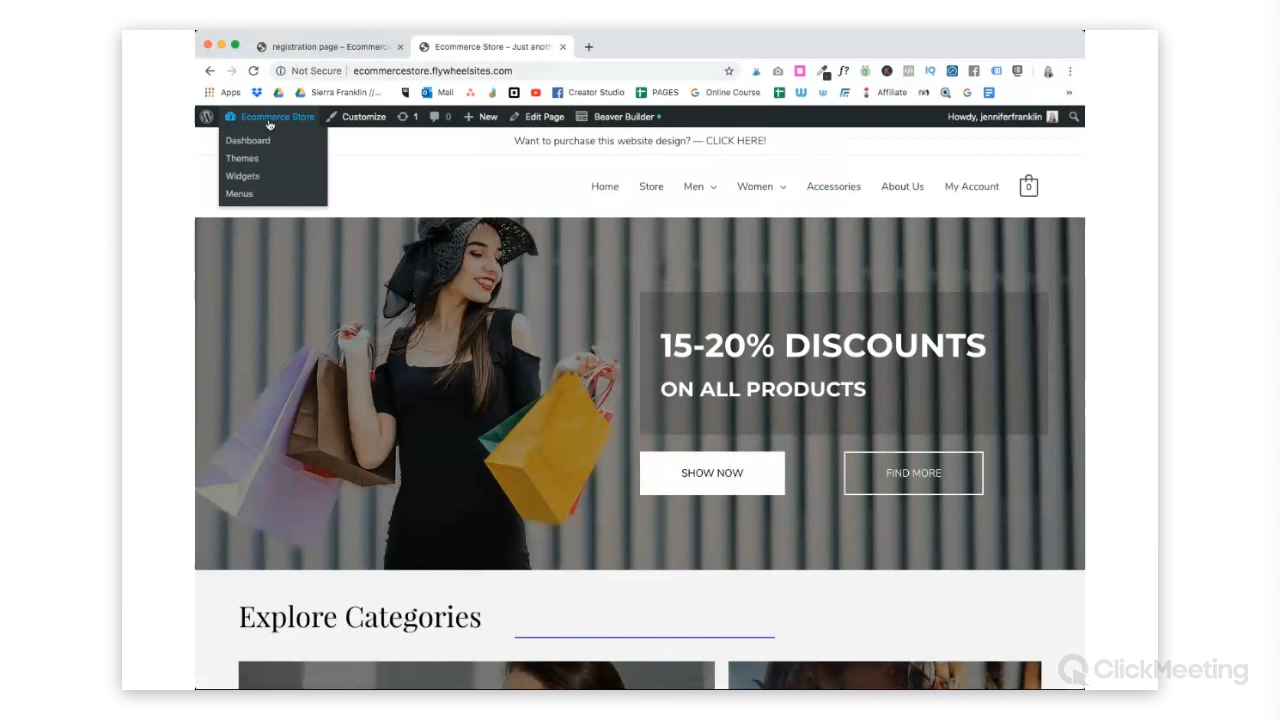 registration page – Ecommerc
Ecommerce Store – Just anoth
Not Secure | ecommercestore.flywheelsites.com
Apps Sierra Franklin //... Mail Creator Studio PAGES Online Course Affiliate »
Ecommerce Store Customize 1 0 New Edit Page Beaver Builder Howdy, jenniferfranklin
Dashboard
Themes
Widgets
Menus
Want to purchase this website design? — CLICK HERE!
Home Store Men Women Accessories About Us My Account 0
15-20% DISCOUNTS
ON ALL PRODUCTS
SHOW NOW FIND MORE
Explore Categories
ClickMeeting